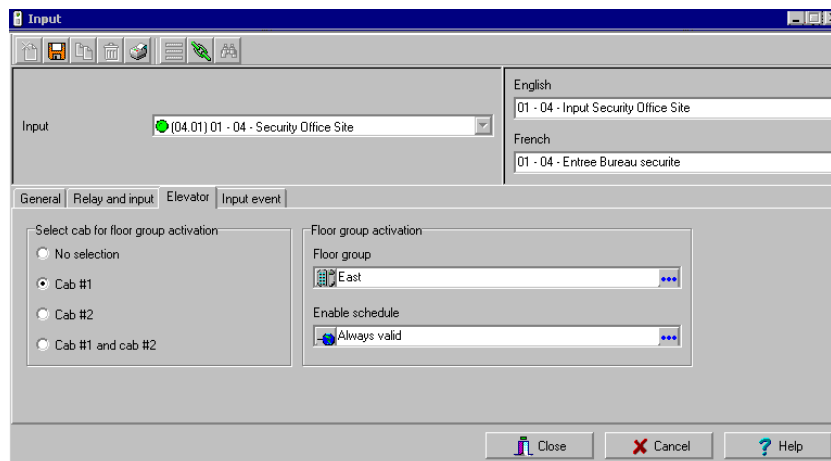 Input
English
01 - 04 - Input Security Office Site
Input
(04.01) 01 - 04 - Security Office Site
French
01 - 04 - Entree Bureau securite
General Relay and input Elevator Input event
Select cab for floor group activation
No selection
Cab #1
Cab #2
Cab #1 and cab #2
Floor group activation
Floor group
East
Enable schedule
Always valid
Close Cancel Help